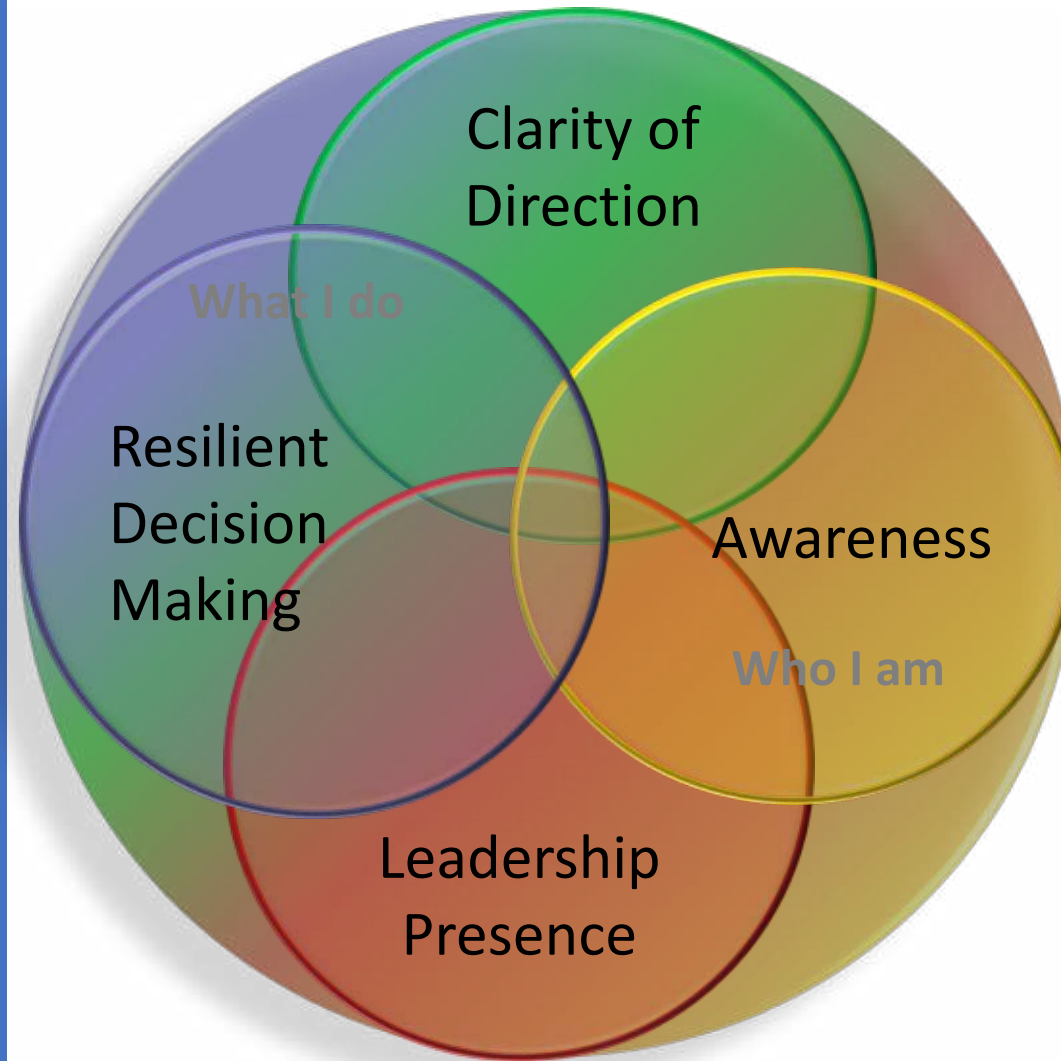 Clarity of
Direction
What I do
Resilient
Decision
Making
Awareness
Who I am
Leadership
Presence